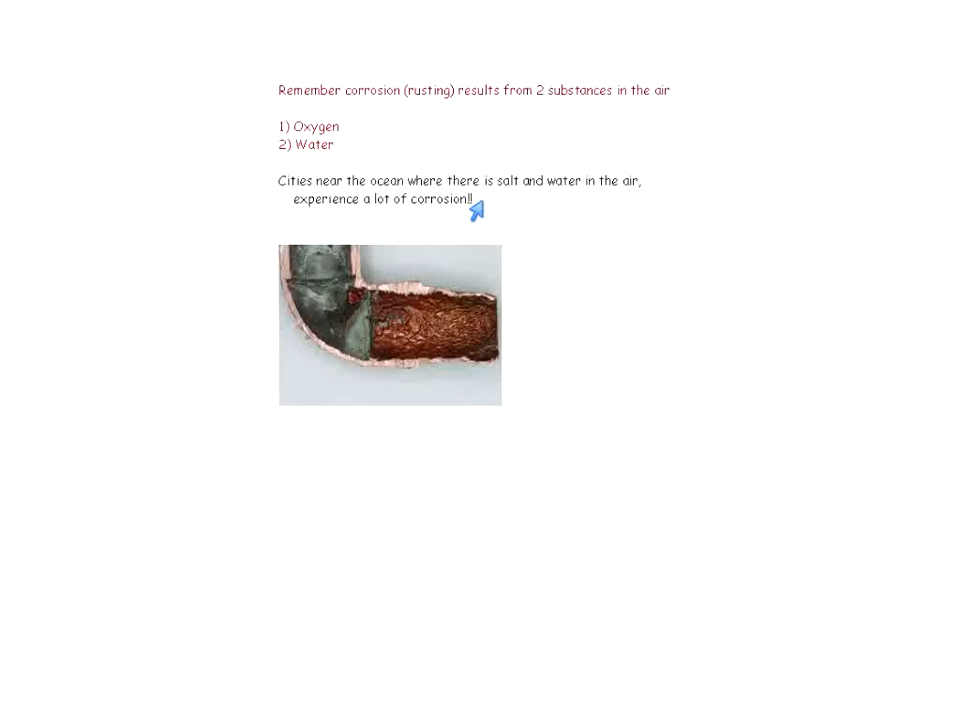 Remember corrosion (rusting) results from 2 substances in the air
1) Oxygen
2) Water
Cities near the ocean where there is salt and water in the air,
experience a lot of corrosion!!